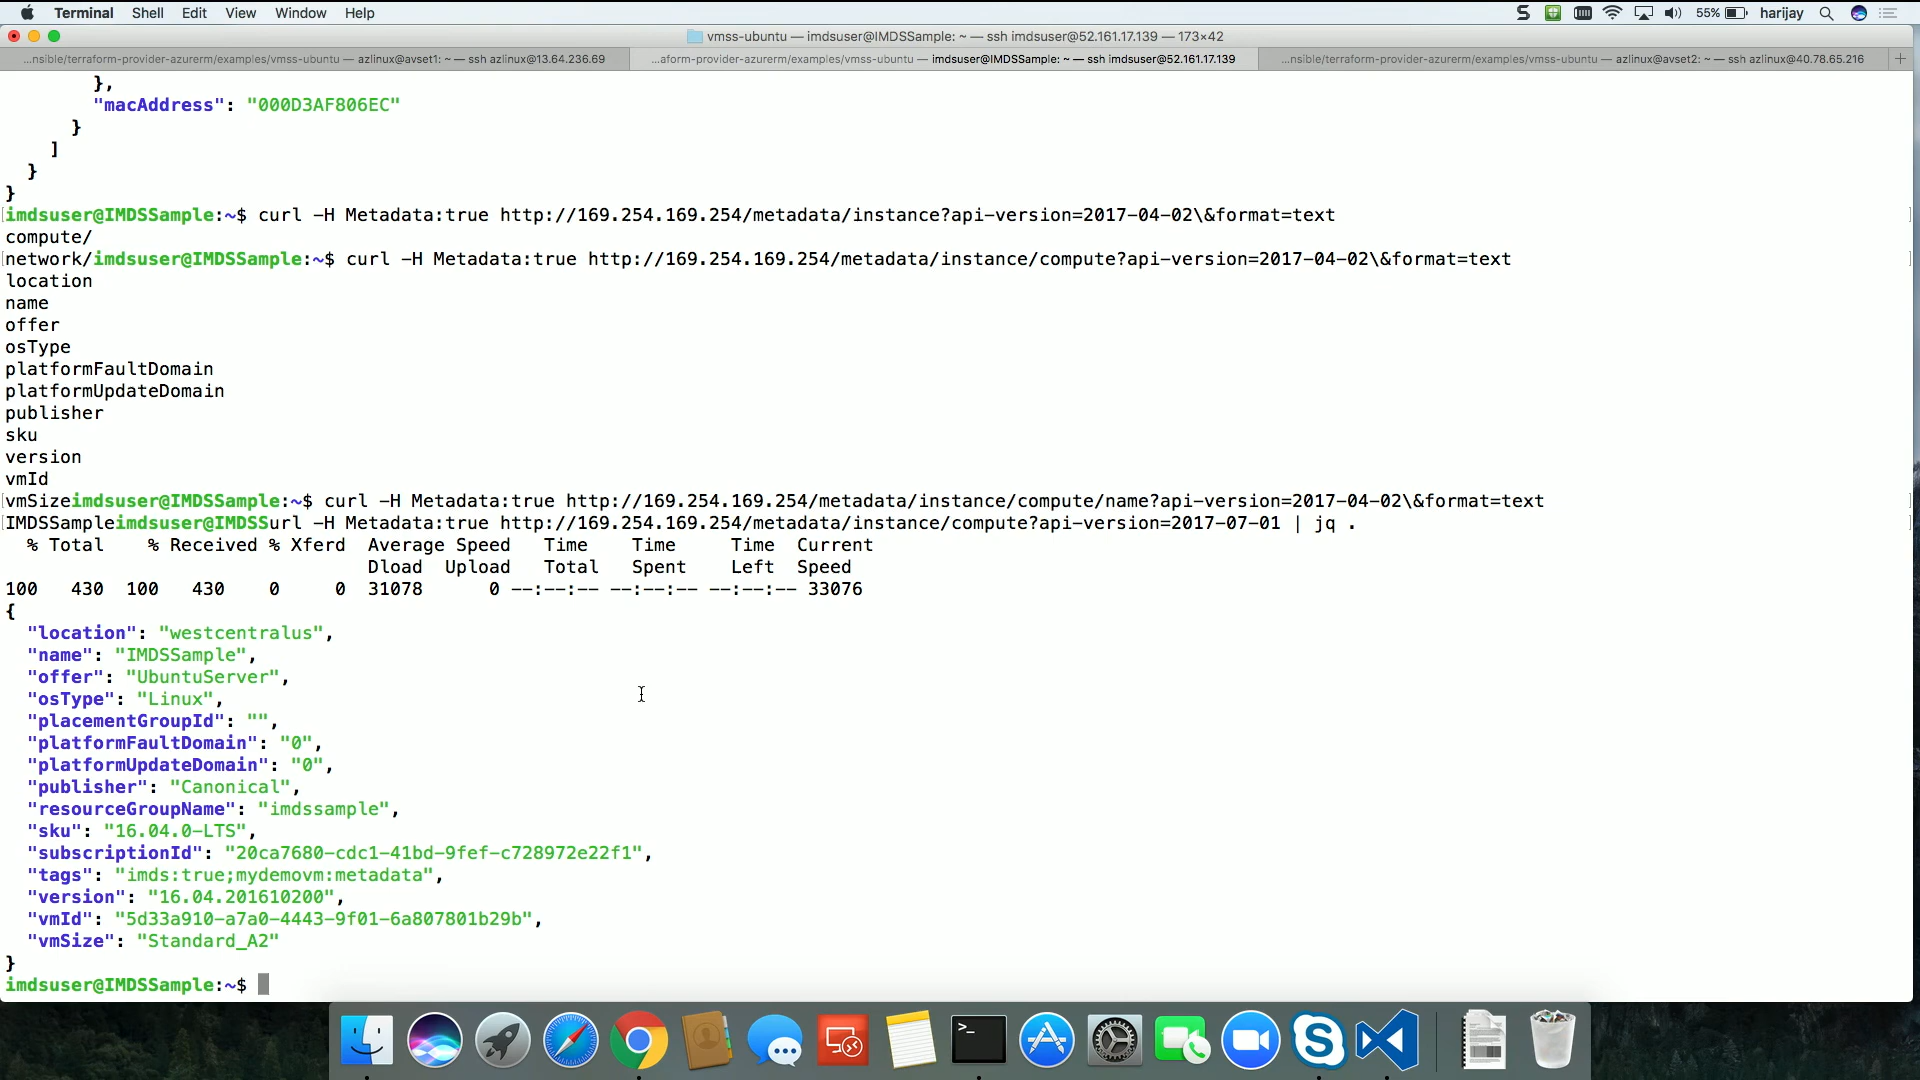 Terminal Shell Edit View Window Help 55% harijay
vmss-ubuntu — imdsuser@IMDSSample: ~ — ssh imdsuser@52.161.17.139 — 173×42
...nsible/terraform-provider-azurerm/examples/vmss-ubuntu — azlinux@avset1: ~ — ssh azlinux@13.64.236.69 ...aform-provider-azurerm/examples/vmss-ubuntu — imdsuser@IMDSSample: ~ — ssh imdsuser@52.161.17.139 ...nsible/terraform-provider-azurerm/examples/vmss-ubuntu — azlinux@avset2: ~ — ssh azlinux@40.78.65.216 +
},
"macAddress": "000D3AF806EC"
}
]
}
}
imdsuser@IMDSSample:~$ curl -H Metadata:true http://169.254.169.254/metadata/instance?api-version=2017-04-02\&format=text
compute/
network/imdsuser@IMDSSample:~$ curl -H Metadata:true http://169.254.169.254/metadata/instance/compute?api-version=2017-04-02\&format=text
location
name
offer
osType
platformFaultDomain
platformUpdateDomain
publisher
sku
version
vmId
vmSizeimdsuser@IMDSSample:~$ curl -H Metadata:true http://169.254.169.254/metadata/instance/compute/name?api-version=2017-04-02\&format=text
IMDSSampleimdsuser@IMDSSurl -H Metadata:true http://169.254.169.254/metadata/instance/compute?api-version=2017-07-01 | jq .
% Total % Received % Xferd Average Speed Time Time Time Current
Dload Upload Total Spent Left Speed
100 430 100 430 0 0 31078 0 --:--:-- --:--:-- --:--:-- 33076
{
"location": "westcentralus",
"name": "IMDSSample",
"offer": "UbuntuServer",
"osType": "Linux",
"placementGroupId": "",
"platformFaultDomain": "0",
"platformUpdateDomain": "0",
"publisher": "Canonical",
"resourceGroupName": "imdssample",
"sku": "16.04.0-LTS",
"subscriptionId": "20ca7680-cdc1-41bd-9fef-c728972e22f1",
"tags": "imds:true;mydemovm:metadata",
"version": "16.04.201610200",
"vmId": "5d33a910-a7a0-4443-9f01-6a807801b29b",
"vmSize": "Standard_A2"
}
imdsuser@IMDSSample:~$